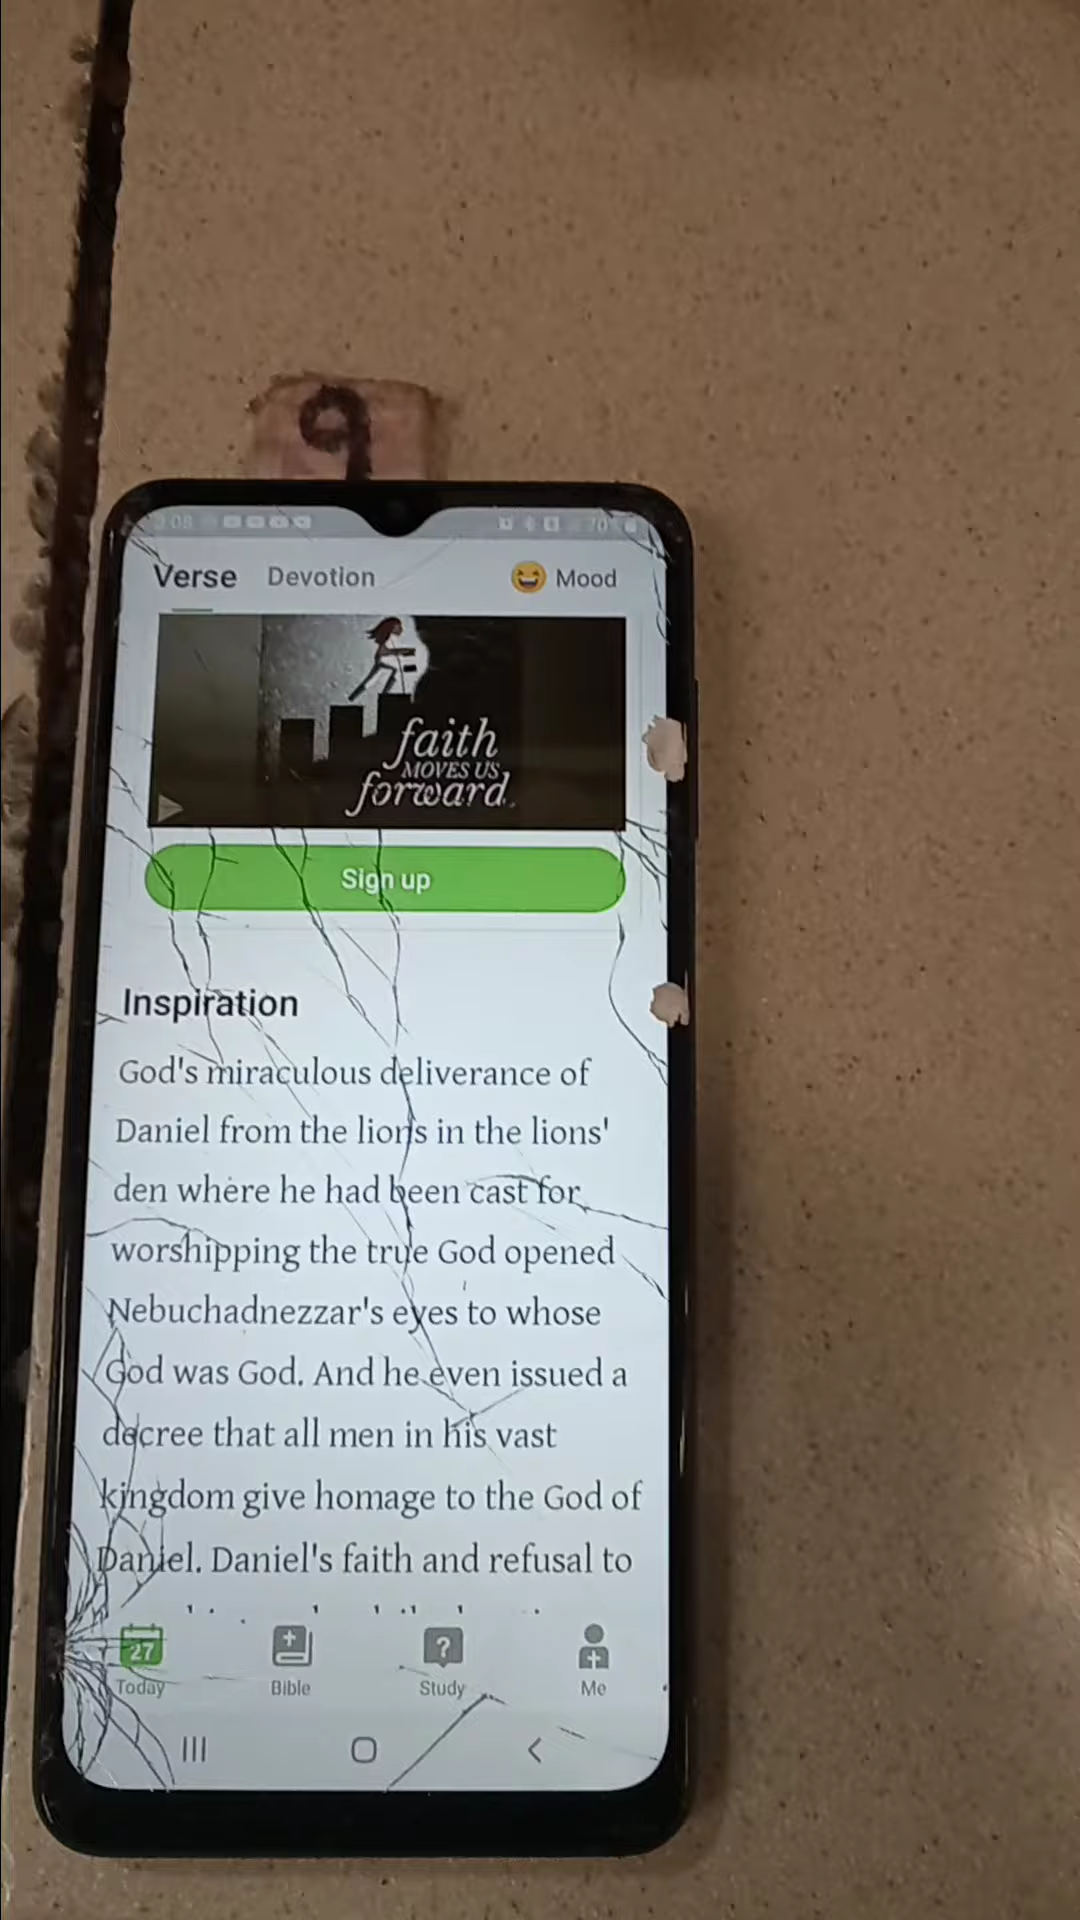 9
Verse Devotion Mood
faith
MOVES US
forward.
Sign up
Inspiration
God's miraculous deliverance of
Daniel from the lions in the lions'
den where he had been cast for
worshipping the true God opened
Nebuchadnezzar's eyes to whose
God was God. And he even issued a
decree that all men in his vast
kingdom give homage to the God of
Daniel. Daniel's faith and refusal to
27
Today Bible Study Me